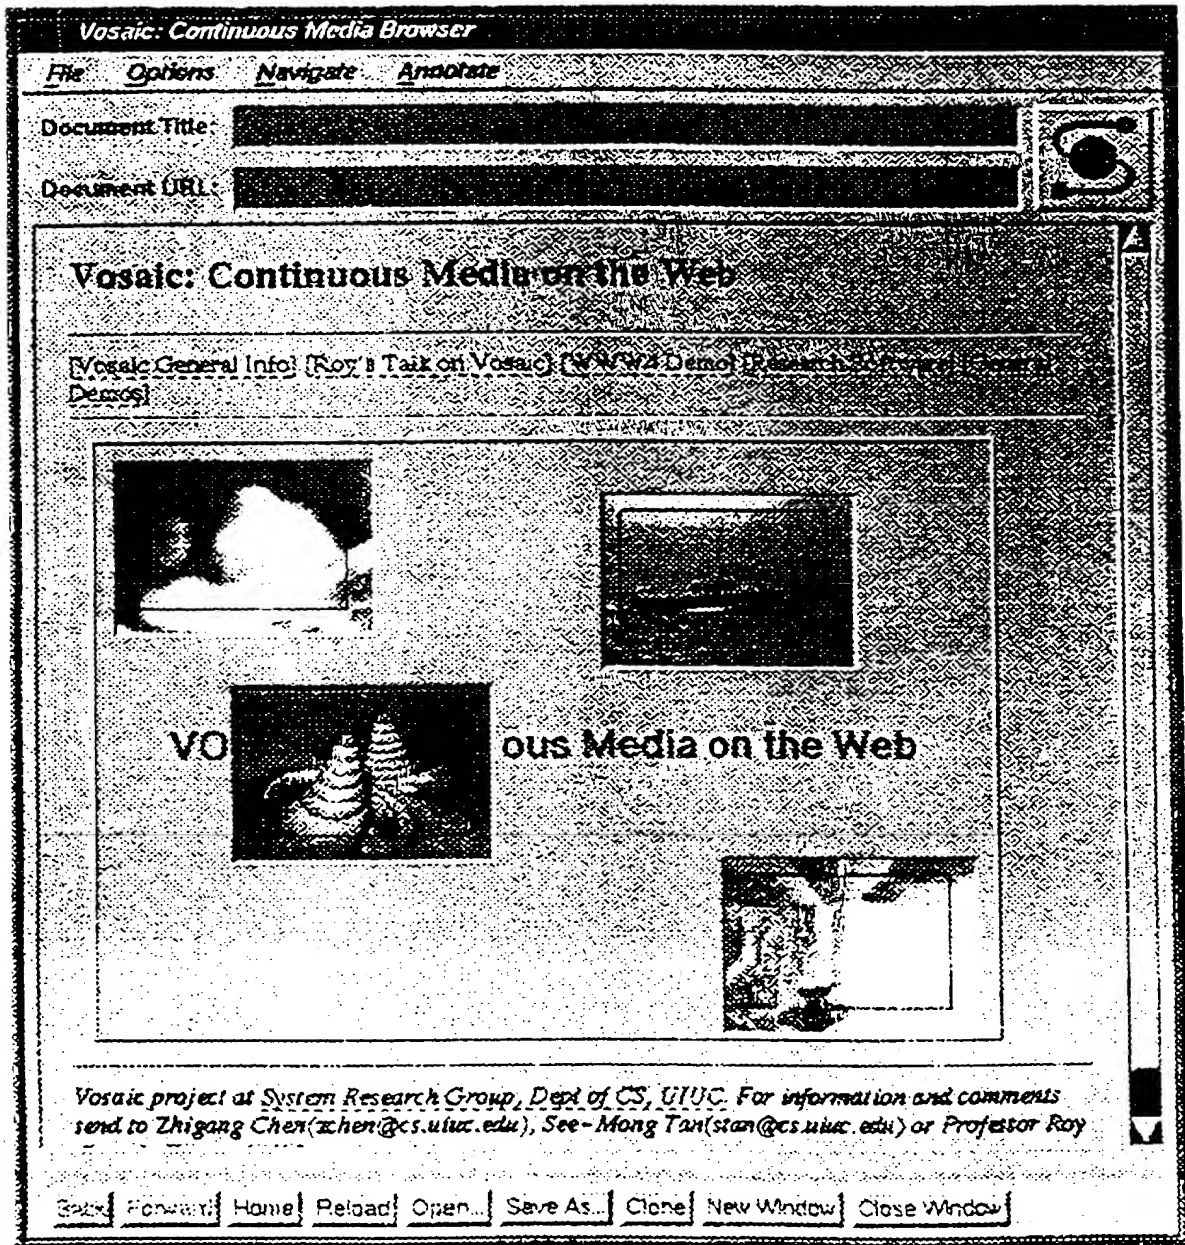 Vosaic: Continuous Media Browser
File Options Navigate Annotate
Document Title:
Document URL:
Vosaic: Continuous Media on the Web
[Vosaic General Info] [Roy's Talk on Vosaic] [WWW4 Demo] [Research
Demos]
VO ous Media on the Web
Vosaic project at System Research Group, Dept of CS, UIUC. For information and comments
send to Zhigang Chen(zchen@cs.uiuc.edu), See-Mong Tan(stan@cs.uiuc.edu) or Professor Roy
Back Forward Home Reload Open... Save As... Clone New Window Close Window